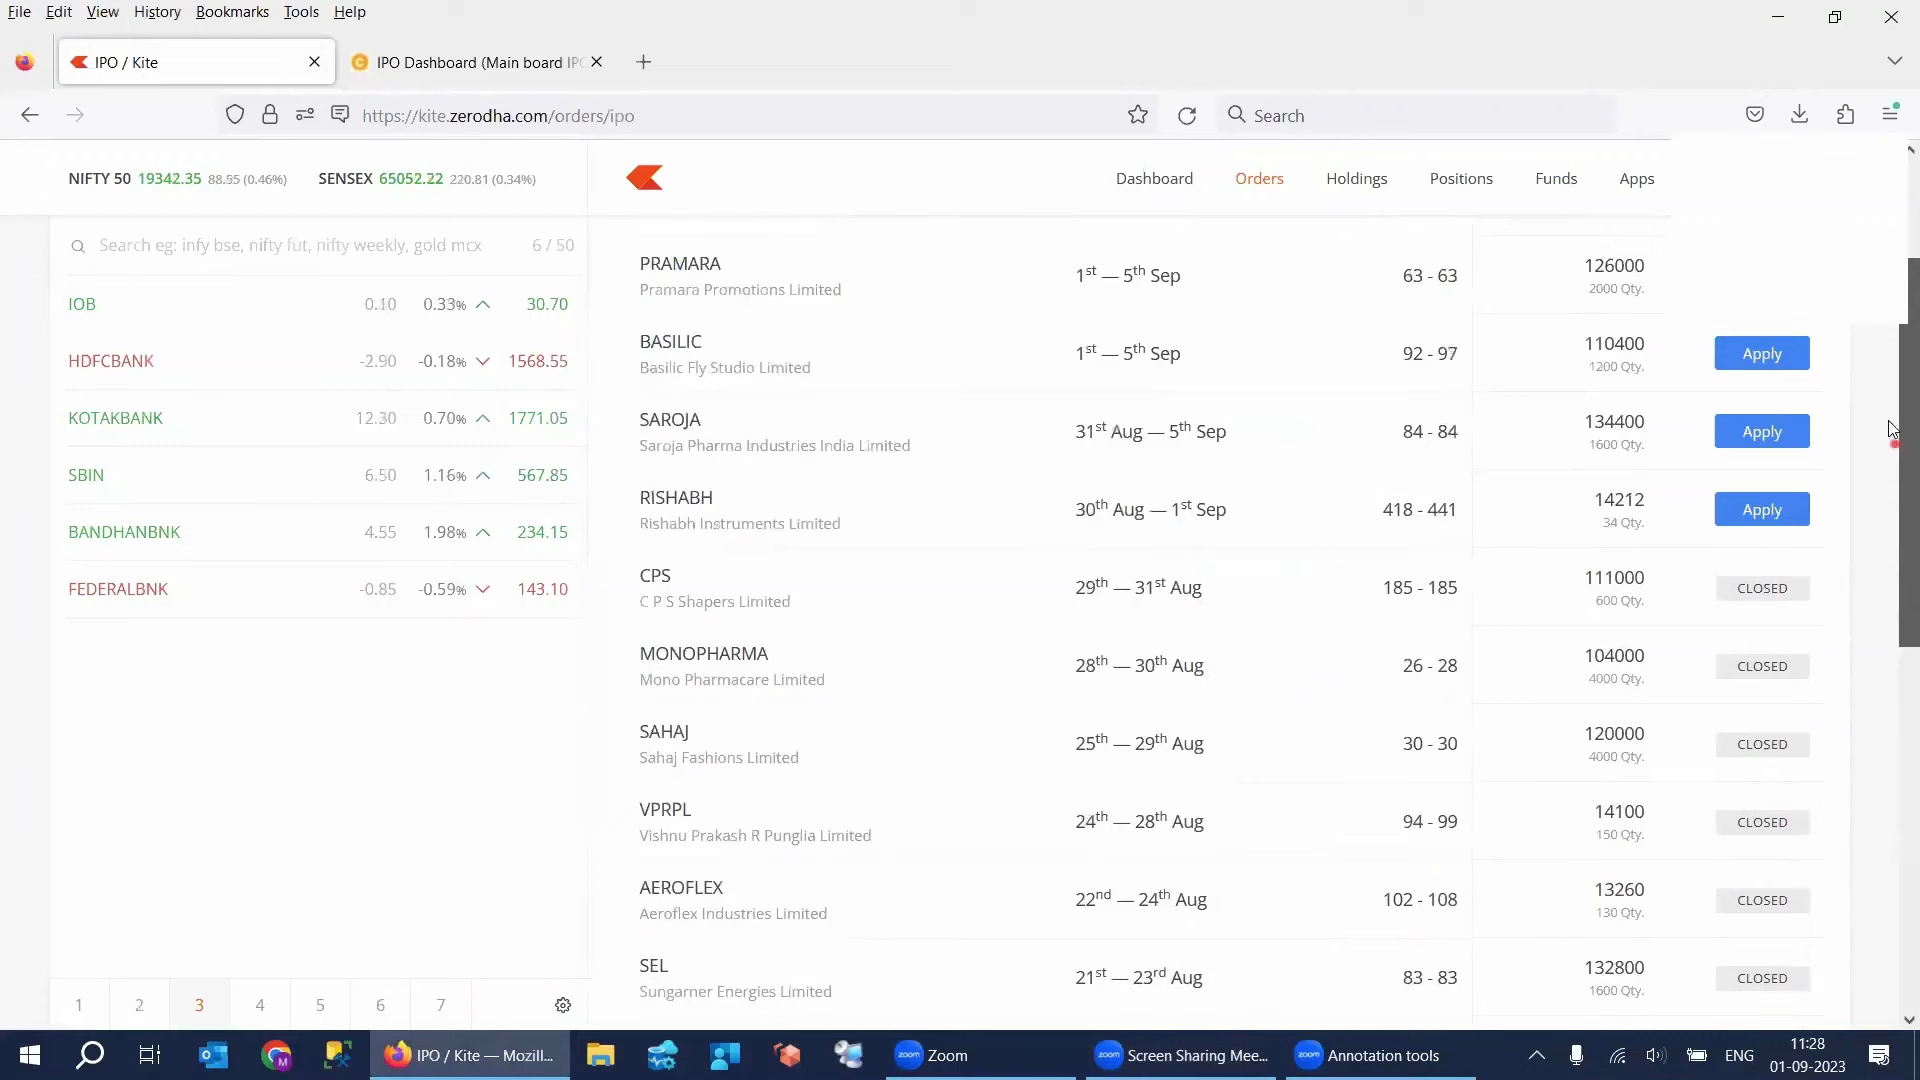 File Edit View History Bookmarks Tools Help
IPO / Kite
IPO Dashboard (Main board IPO
https://kite.zerodha.com/orders/ipo
Search
NIFTY 50 19342.35 88.55 (0.46%) SENSEX 65052.22 220.81 (0.34%)
Dashboard Orders Holdings Positions Funds Apps
Search eg: infy bse, nifty fut, nifty weekly, gold mcx 6 / 50
IOB 0.10 0.33% 30.70
HDFCBANK -2.90 -0.18% 1568.55
KOTAKBANK 12.30 0.70% 1771.05
SBIN 6.50 1.16% 567.85
BANDHANBNK 4.55 1.98% 234.15
FEDERALBNK -0.85 -0.59% 143.10
1 2 3 4 5 6 7
PRAMARA 1st — 5th Sep 63 - 63 126000
Pramara Promotions Limited 2000 Qty.
BASILIC 1st — 5th Sep 92 - 97 110400 Apply
Basilic Fly Studio Limited 1200 Qty.
SAROJA 31st Aug — 5th Sep 84 - 84 134400 Apply
Saroja Pharma Industries India Limited 1600 Qty.
RISHABH 30th Aug — 1st Sep 418 - 441 14212 Apply
Rishabh Instruments Limited 34 Qty.
CPS 29th — 31st Aug 185 - 185 111000 CLOSED
C P S Shapers Limited 600 Qty.
MONOPHARMA 28th — 30th Aug 26 - 28 104000 CLOSED
Mono Pharmacare Limited 4000 Qty.
SAHAJ 25th — 29th Aug 30 - 30 120000 CLOSED
Sahaj Fashions Limited 4000 Qty.
VPRPL 24th — 28th Aug 94 - 99 14100 CLOSED
Vishnu Prakash R Punglia Limited 150 Qty.
AEROFLEX 22nd — 24th Aug 102 - 108 13260 CLOSED
Aeroflex Industries Limited 130 Qty.
SEL 21st — 23rd Aug 83 - 83 132800 CLOSED
Sungarner Energies Limited 1600 Qty.
IPO / Kite — Mozill...
zoom Zoom
zoom Screen Sharing Mee...
zoom Annotation tools
ENG
11:28
01-09-2023